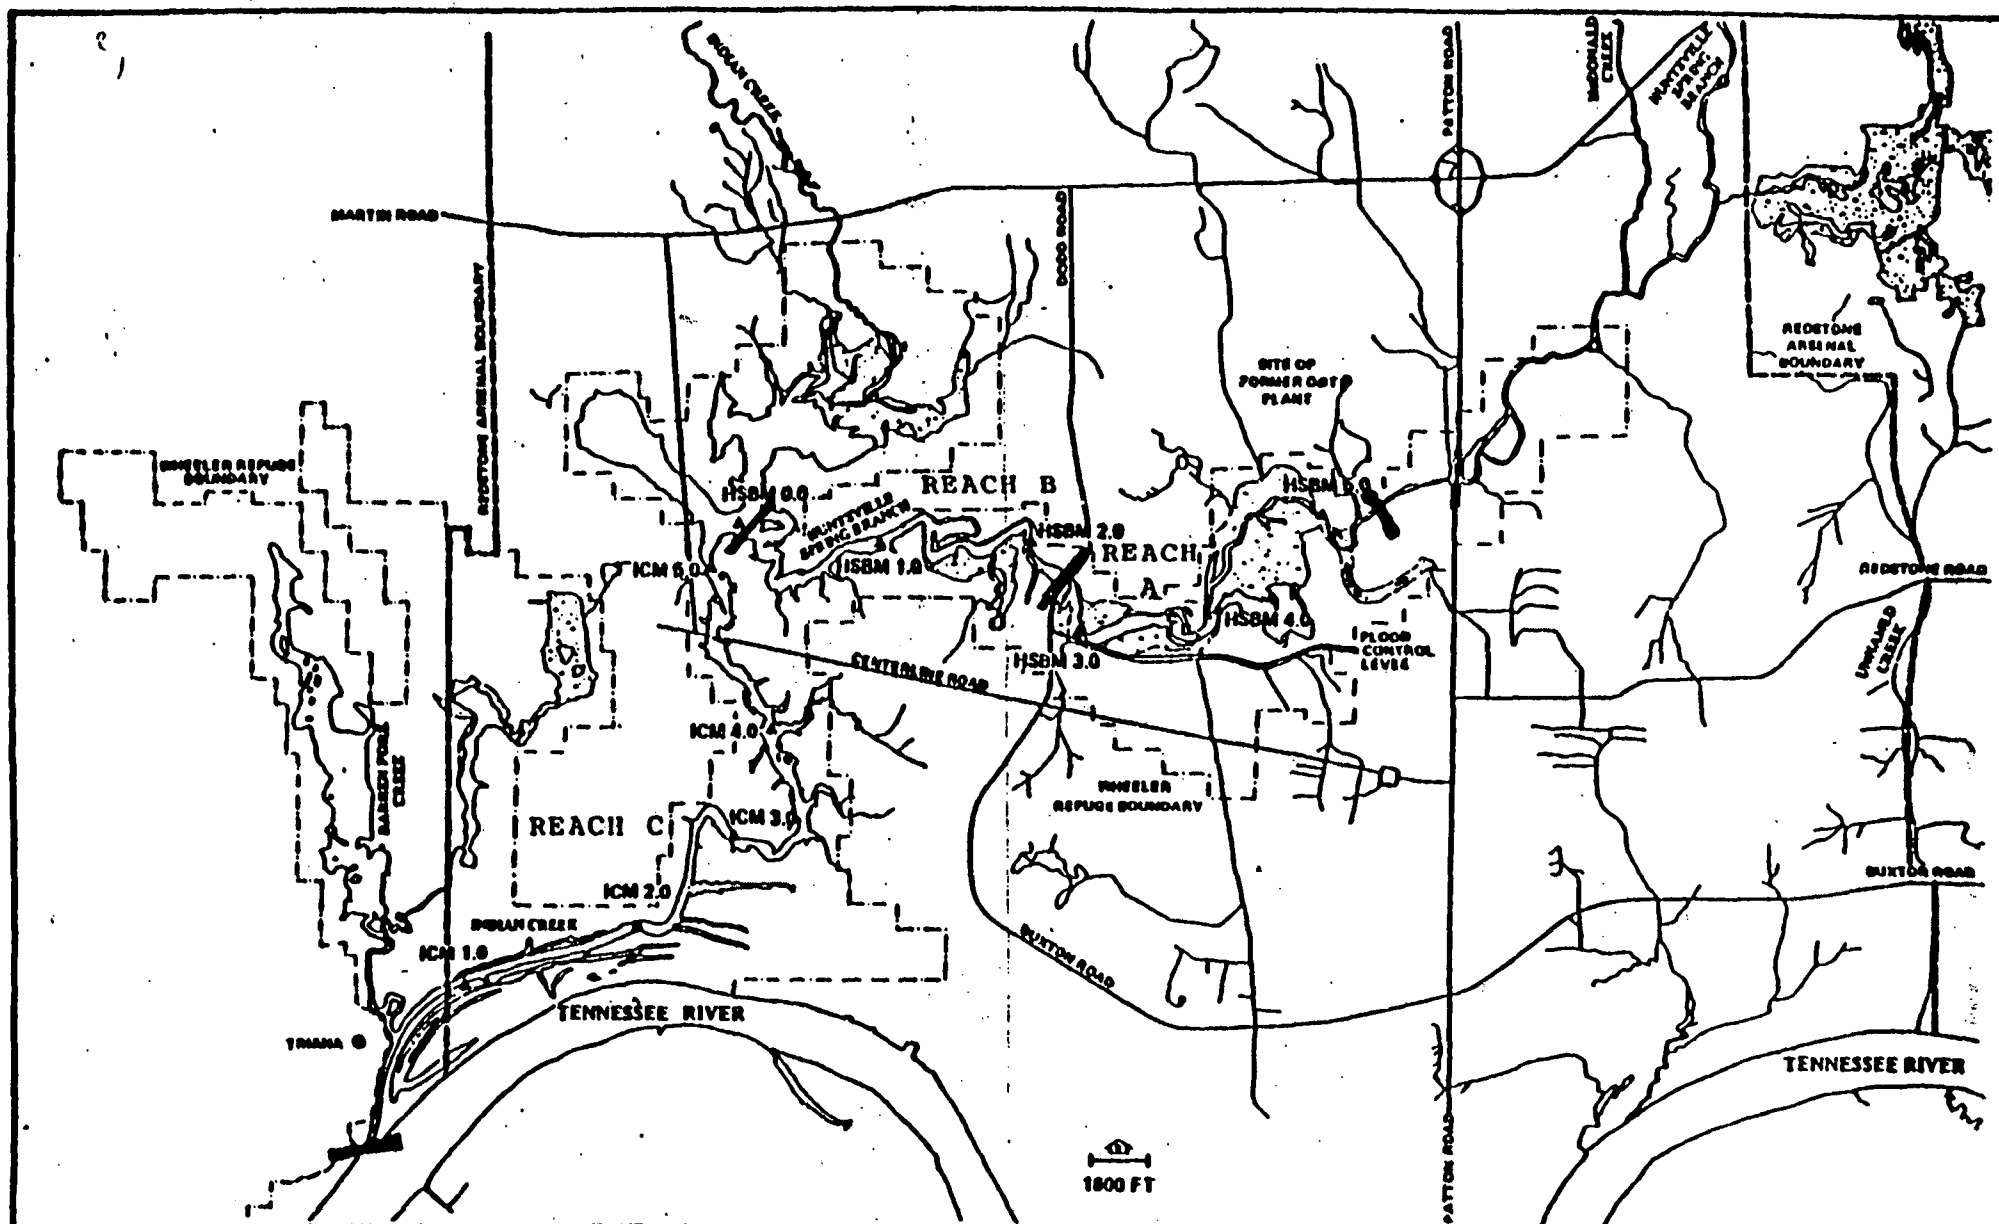 INDIAN CREEK
PATTON ROAD
McDONALD
CREEK
HUNTSVILLE
SPRING
BRANCH
MARTIN ROAD
DODD ROAD
REDSTONE ARSENAL BOUNDARY
REDSTONE
ARSENAL
BOUNDARY
SITE OF
FORMER DDT
PLANT
WHEELER REFUGE
BOUNDARY
HSBM 0.0
REACH B
HSBM 5.0
HUNTSVILLE
SPRING BRANCH
HSBM 2.0
REACH
A
ICM 5.0
HSBM 1.0
REDSTONE ROAD
HSBM 4.0
FLOOD
CONTROL
LEVEE
HSBM 3.0
CENTERLINE ROAD
CREEK
ICM 4.0
BARREN FORK
CREEK
WHEELER
REFUGE BOUNDARY
REACH C
ICM 3.0
ICM 2.0
BUXTON ROAD
INDIAN CREEK
ICM 1.0
BUXTON ROAD
TENNESSEE RIVER
TRIANA
TENNESSEE RIVER
1600 FT
PATTON ROAD